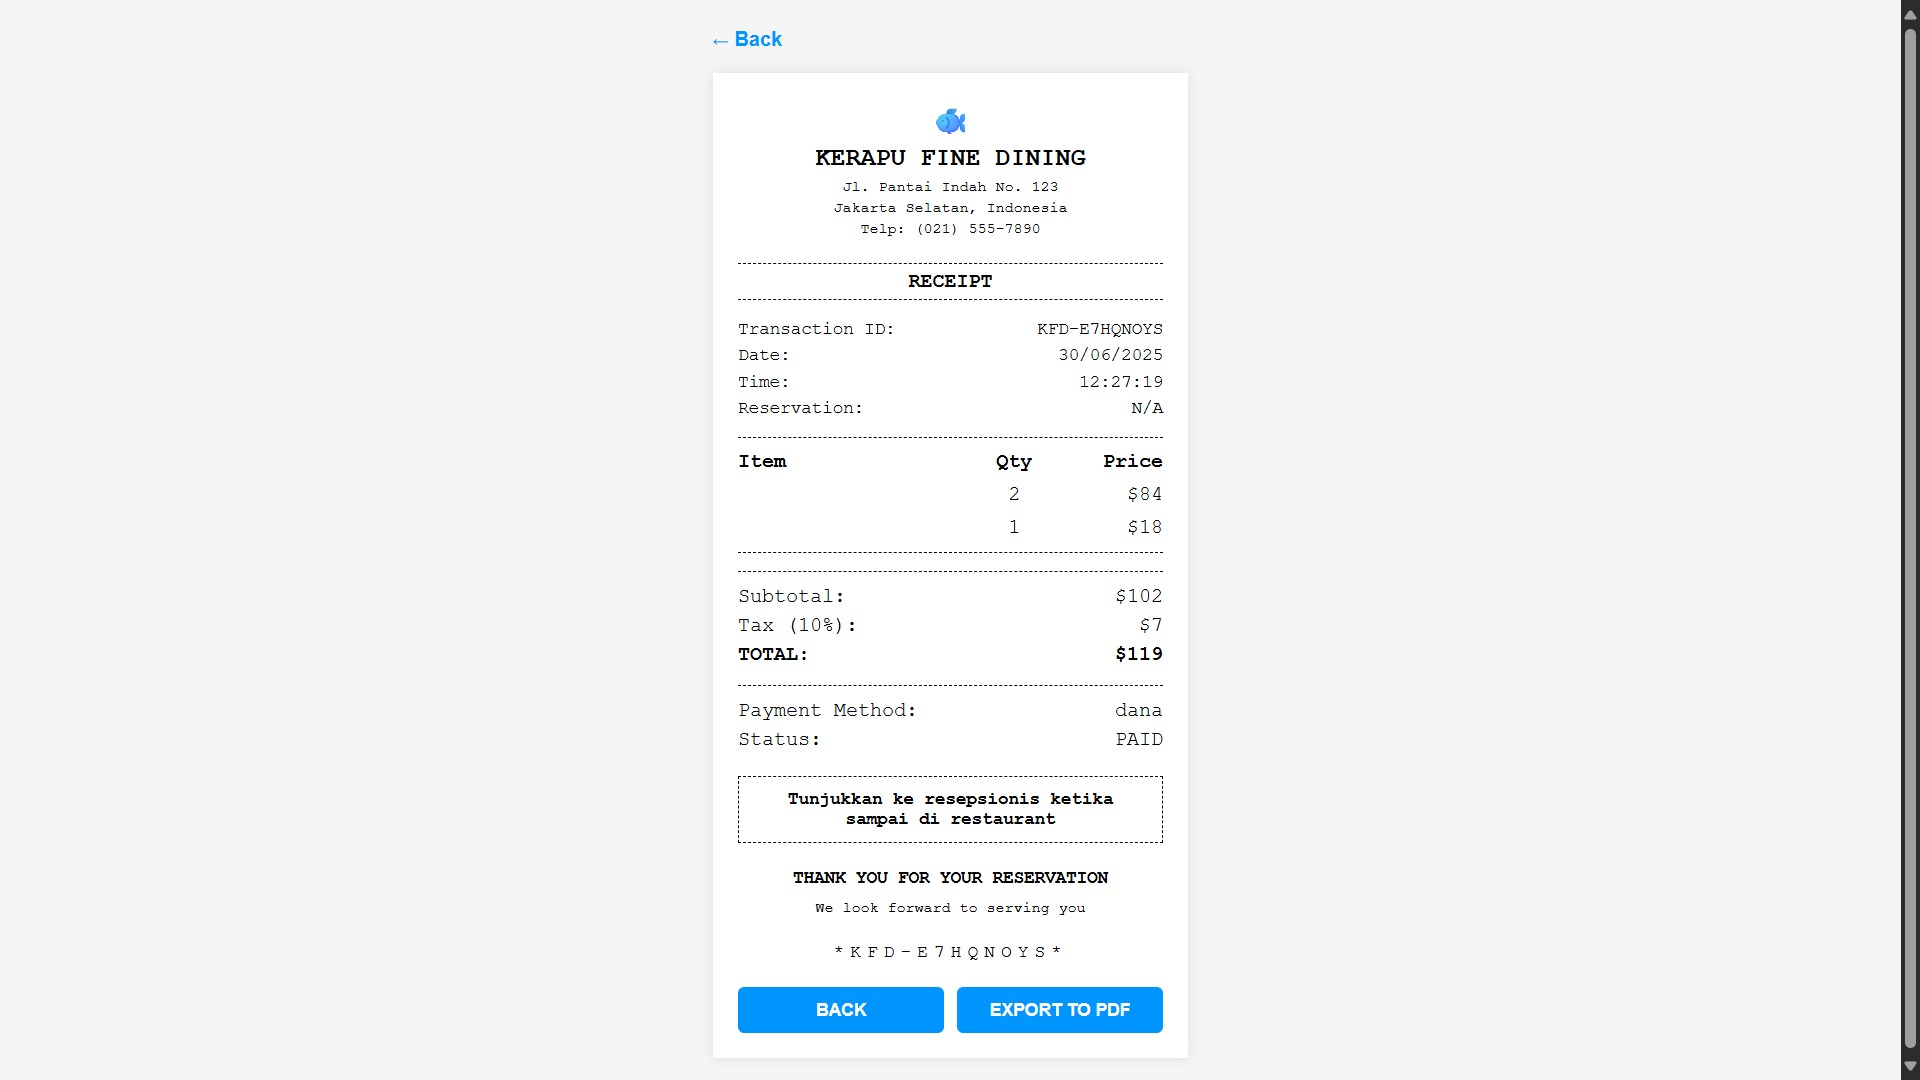 ← Back
KERAPU FINE DINING
Jl. Pantai Indah No. 123
Jakarta Selatan, Indonesia
Telp: (021) 555-7890
RECEIPT
Transaction ID: KFD-E7HQNOYS
Date: 30/06/2025
Time: 12:27:19
Reservation: N/A
Item Qty Price
2 $84
1 $18
Subtotal: $102
Tax (10%): $7
TOTAL: $119
Payment Method: dana
Status: PAID
Tunjukkan ke resepsionis ketika
sampai di restaurant
THANK YOU FOR YOUR RESERVATION
We look forward to serving you
*KFD-E7HQNOYS*
BACK EXPORT TO PDF